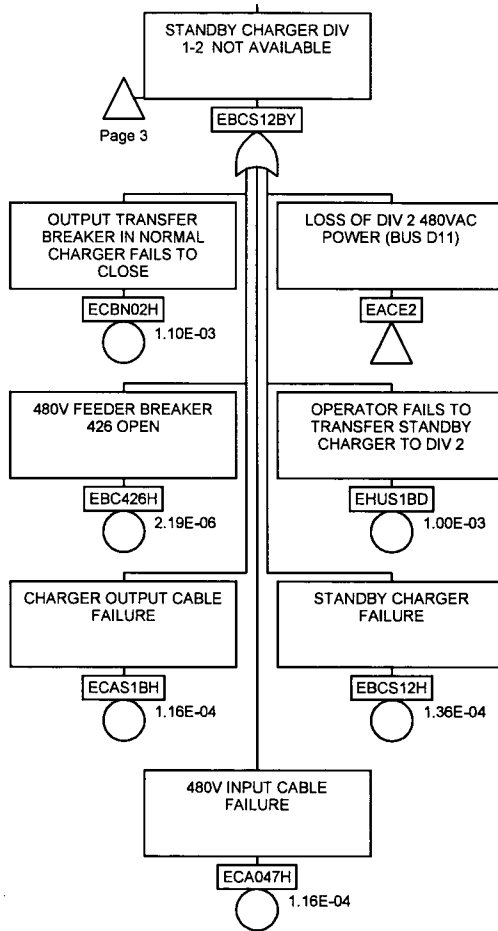 STANDBY CHARGER DIV
1-2 NOT AVAILABLE
Page 3
EBCS12BY
OUTPUT TRANSFER
BREAKER IN NORMAL
CHARGER FAILS TO
CLOSE
ECBN02H
1.10E-03
LOSS OF DIV 2 480VAC
POWER (BUS D11)
EACE2
480V FEEDER BREAKER
426 OPEN
EBC426H
2.19E-06
OPERATOR FAILS TO
TRANSFER STANDBY
CHARGER TO DIV 2
EHUS1BD
1.00E-03
CHARGER OUTPUT CABLE
FAILURE
ECAS1BH
1.16E-04
STANDBY CHARGER
FAILURE
EBCS12H
1.36E-04
480V INPUT CABLE
FAILURE
ECA047H
1.16E-04